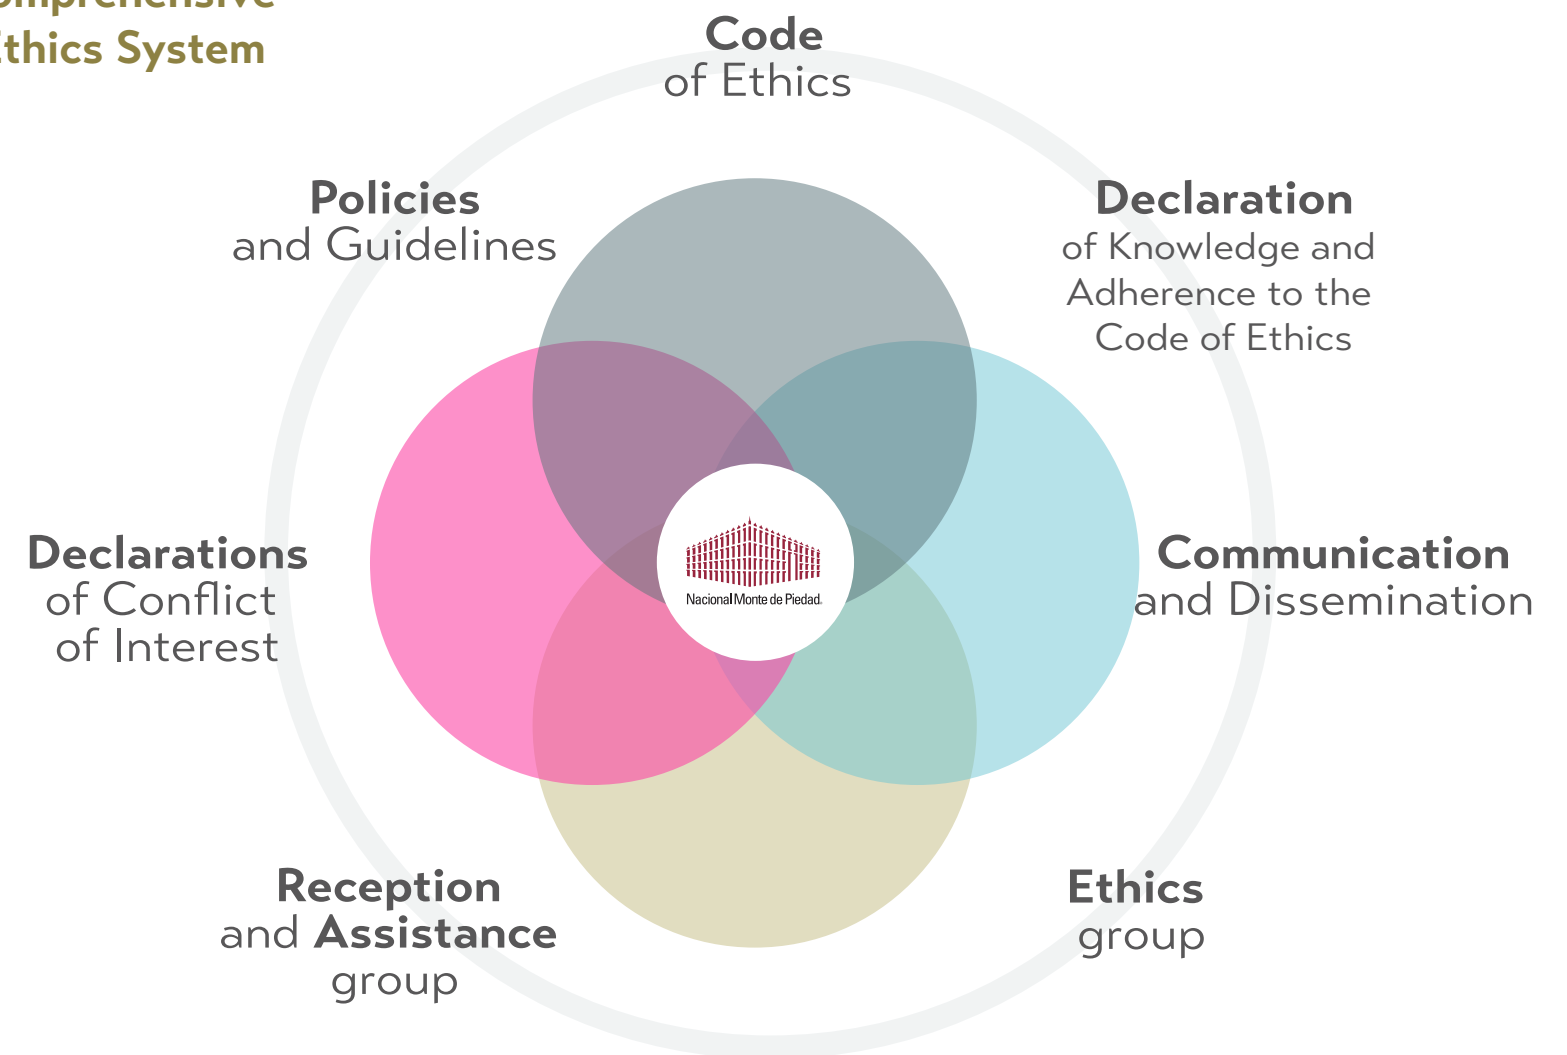 omprehensive
Ethics System
Code
of Ethics
Policies
and Guidelines
Declaration
of Knowledge and
Adherence to the
Code of Ethics
Declarations
of Conflict
of Interest
Nacional Monte de Piedad.
Communication
and Dissemination
Reception
and Assistance
group
Ethics
group